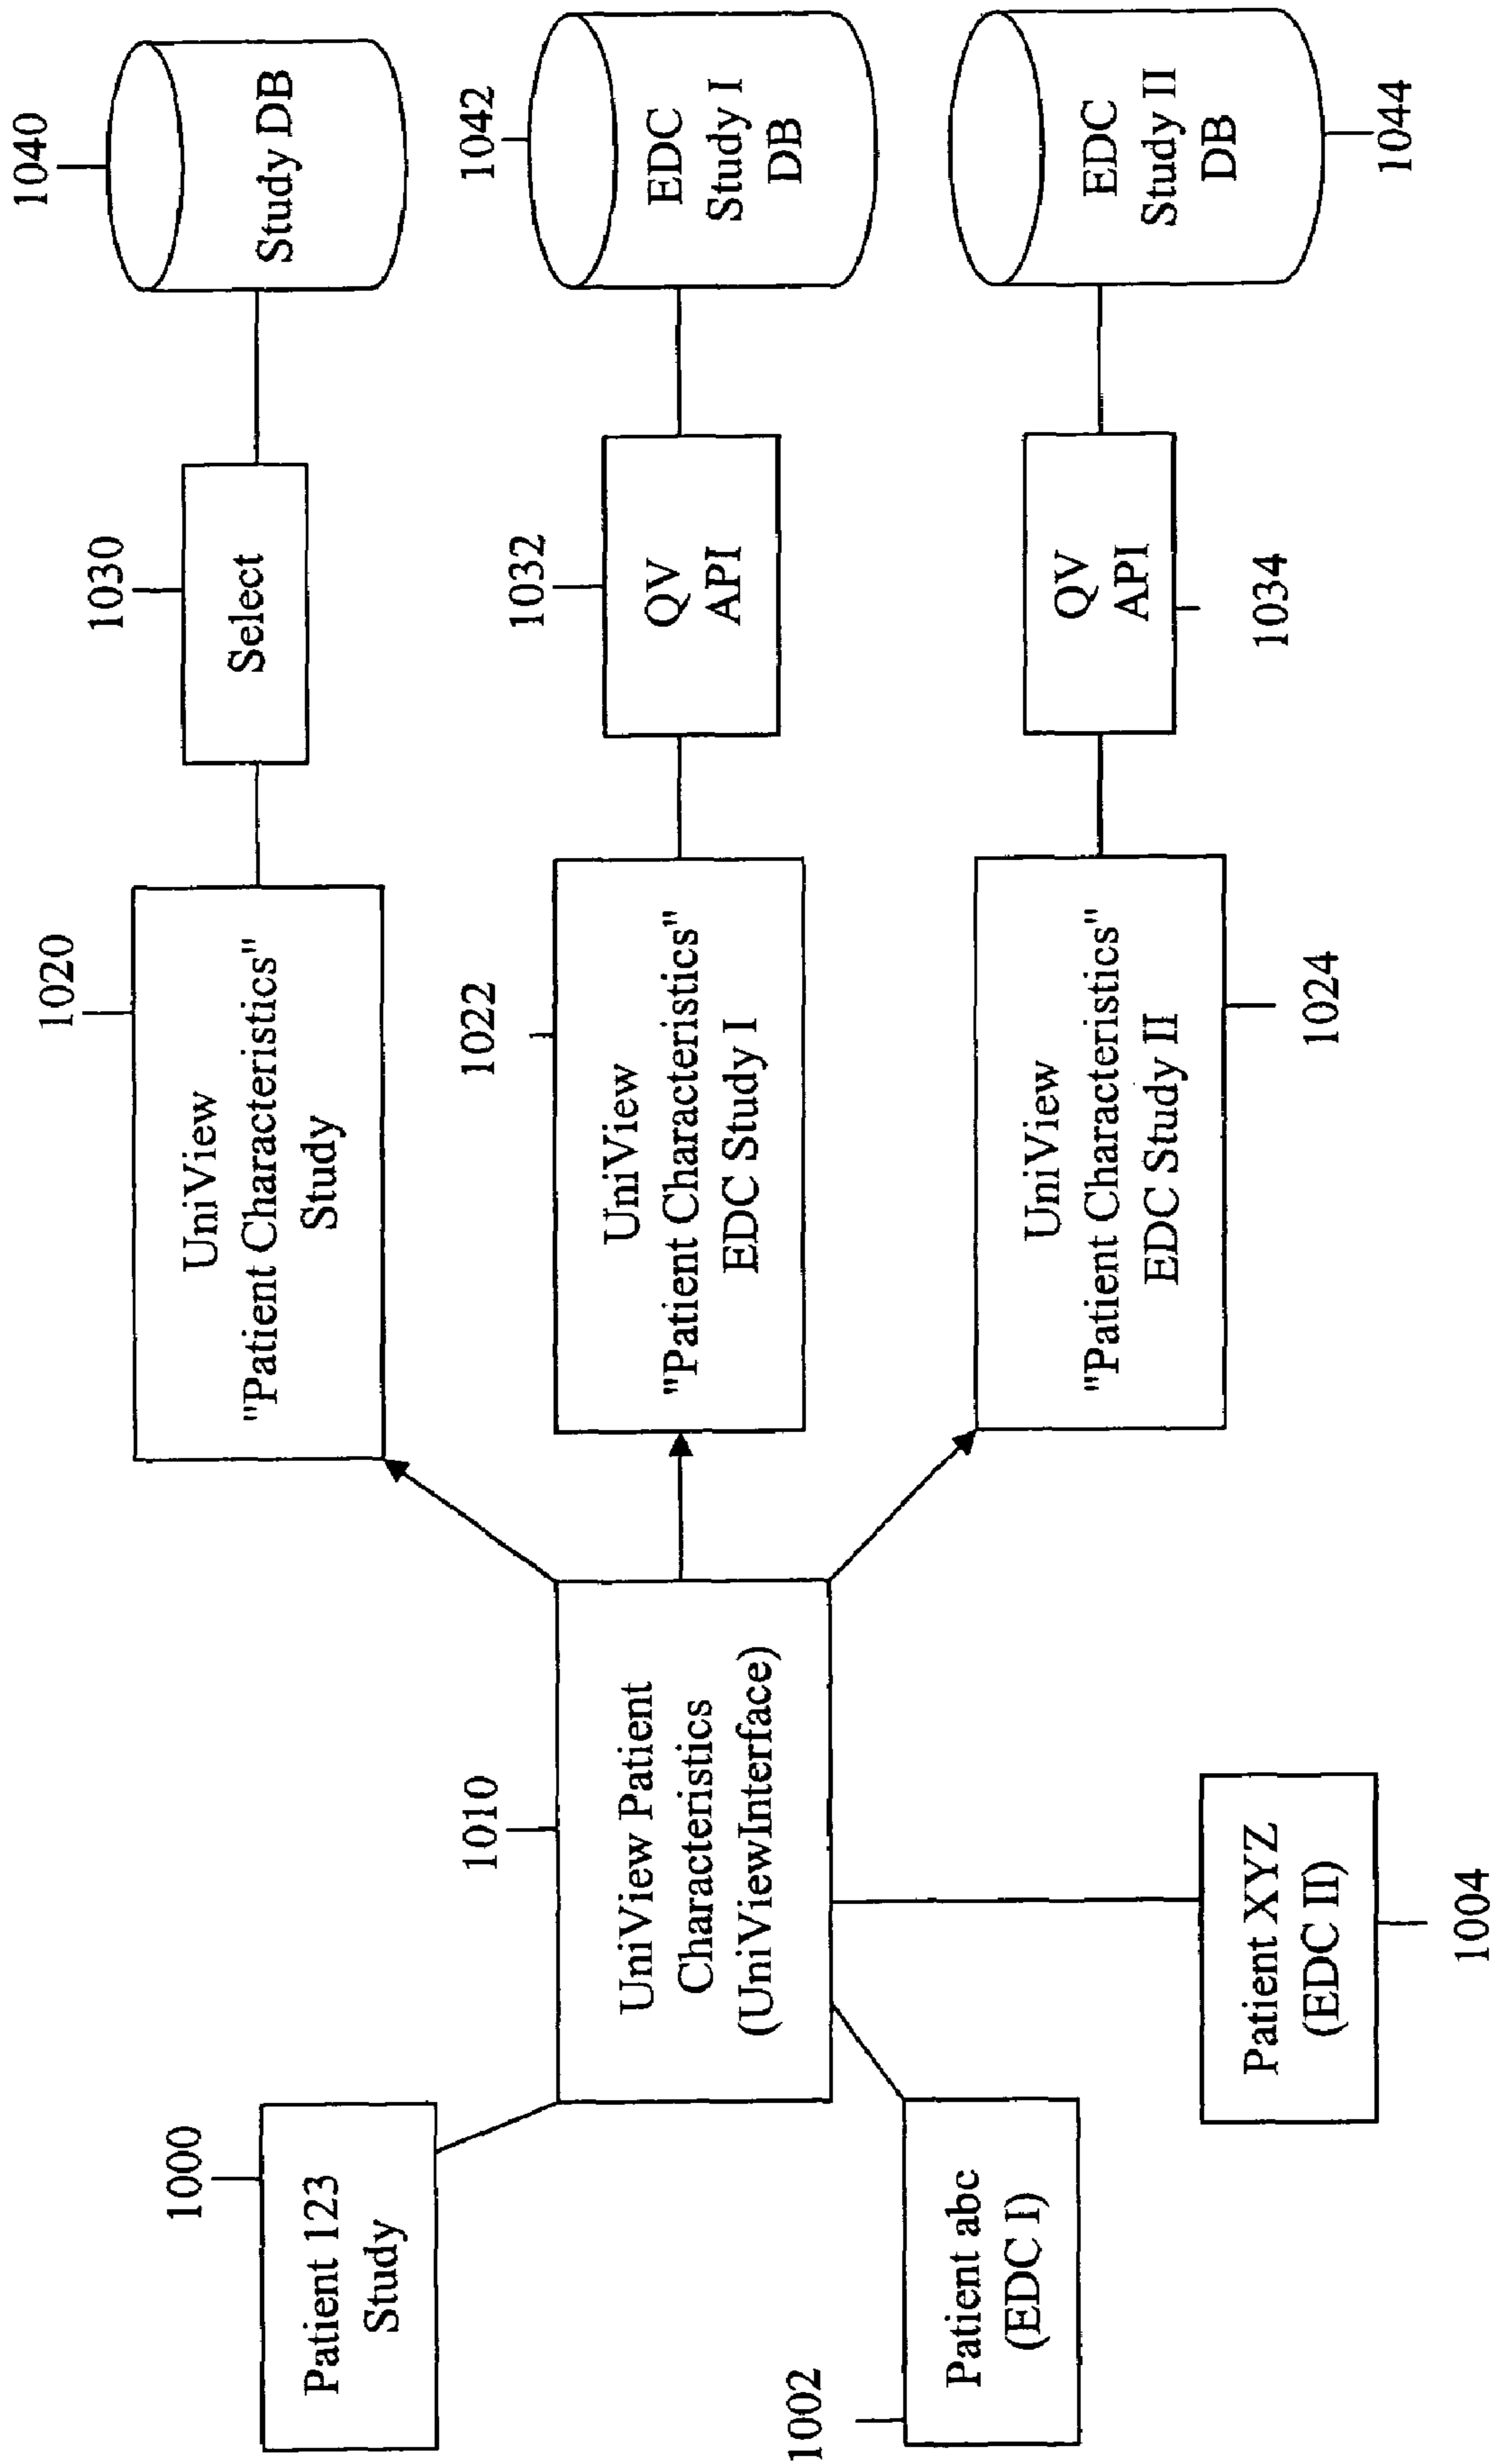 1000
Patient 123
Study
1002
Patient abc
(EDC I)
Patient XYZ
(EDC II)
1004
1010
UniView Patient
Characteristics
(UniViewInterface)
1020
UniView
"Patient Characteristics"
Study
1022
UniView
"Patient Characteristics"
EDC Study I
UniView
"Patient Characteristics"
EDC Study II
1024
1030
Select
1032
QV
API
QV
API
1034
1040
Study DB
1042
EDC
Study I
DB
EDC
Study II
DB
1044